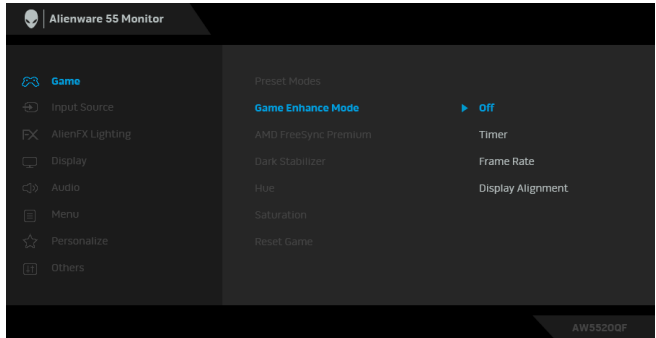 Alienware 55 Monitor
Game
Input Source
AlienFX Lighting
Display
Audio
Menu
Personalize
Others
Preset Modes
Game Enhance Mode
AMD FreeSync Premium
Dark Stabilizer
Hue
Saturation
Reset Game
Off
Timer
Frame Rate
Display Alignment
AW5520QF